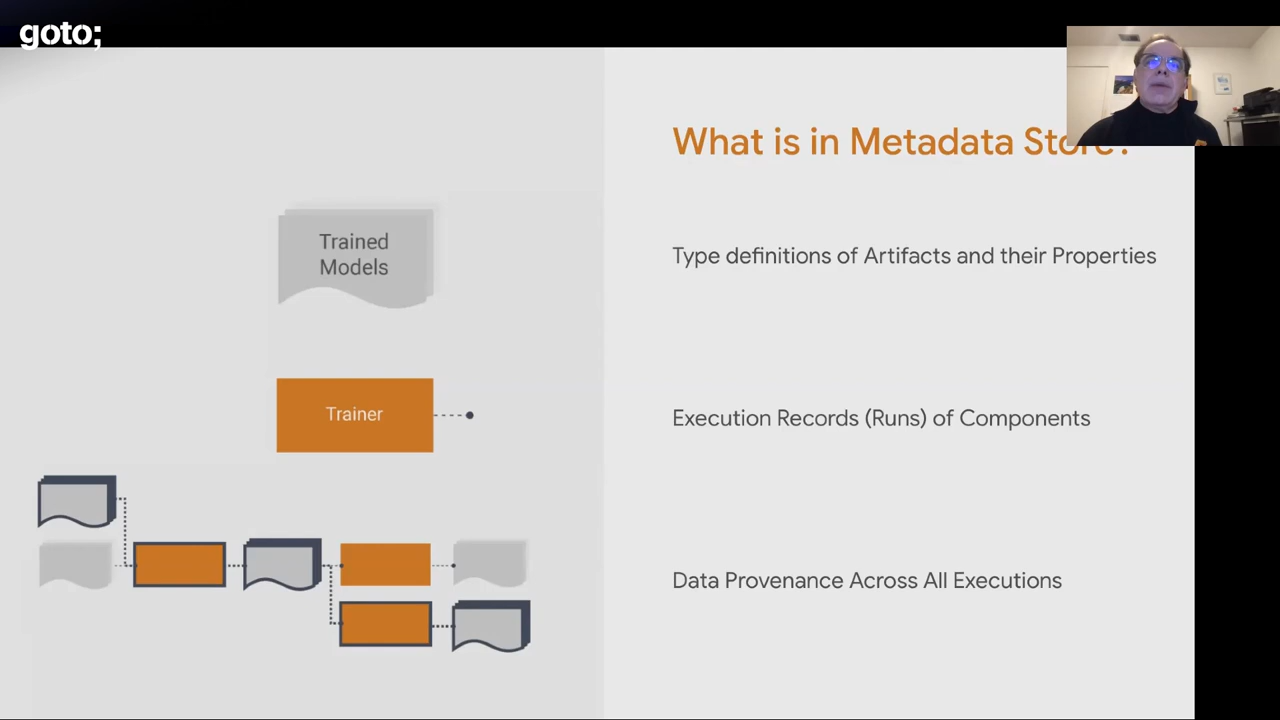 goto;
What is in Metadata Store?
Trained
Models
Type definitions of Artifacts and their Properties
Trainer
Execution Records (Runs) of Components
Data Provenance Across All Executions